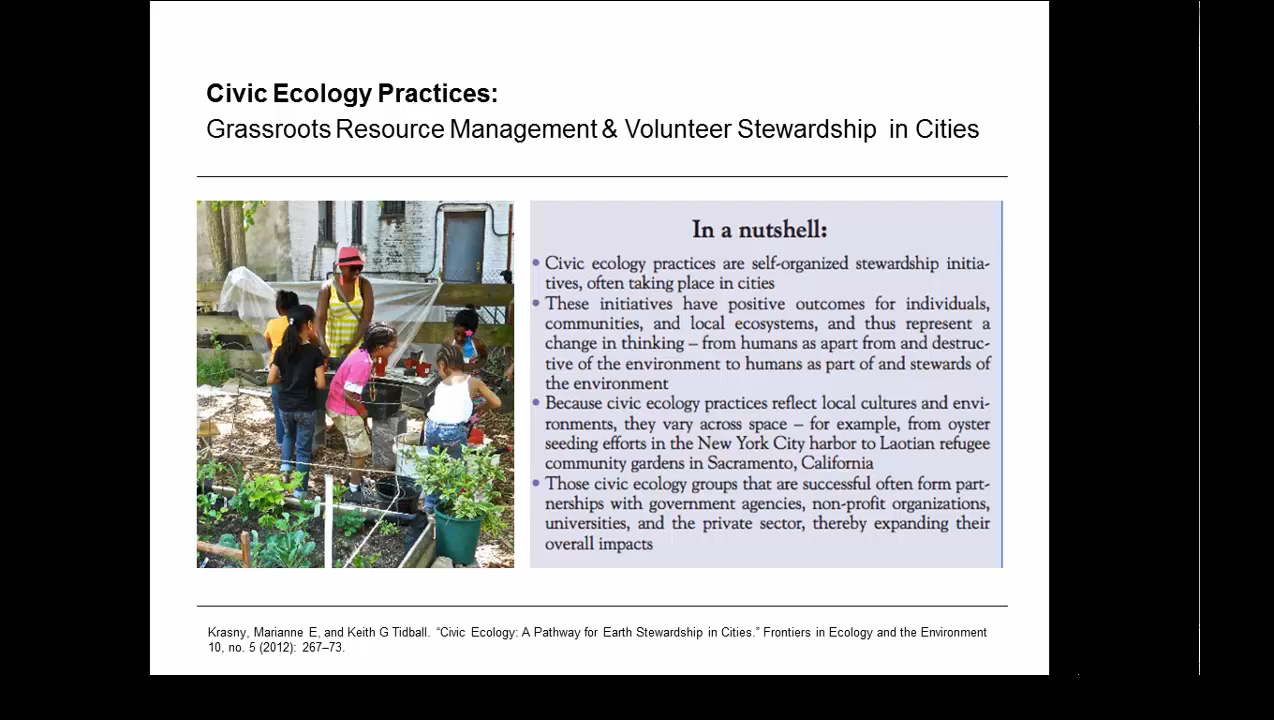 Civic Ecology Practices:
Grassroots Resource Management & Volunteer Stewardship in Cities
In a nutshell:
• Civic ecology practices are self-organized stewardship initia-
tives, often taking place in cities
• These initiatives have positive outcomes for individuals,
communities, and local ecosystems, and thus represent a
change in thinking – from humans as apart from and destruc-
tive of the environment to humans as part of and stewards of
the environment
• Because civic ecology practices reflect local cultures and envi-
ronments, they vary across space – for example, from oyster
seeding efforts in the New York City harbor to Laotian refugee
community gardens in Sacramento, California
• Those civic ecology groups that are successful often form part-
nerships with government agencies, non-profit organizations,
universities, and the private sector, thereby expanding their
overall impacts
Krasny, Marianne E, and Keith G Tidball. “Civic Ecology: A Pathway for Earth Stewardship in Cities.” Frontiers in Ecology and the Environment
10, no. 5 (2012): 267–73.